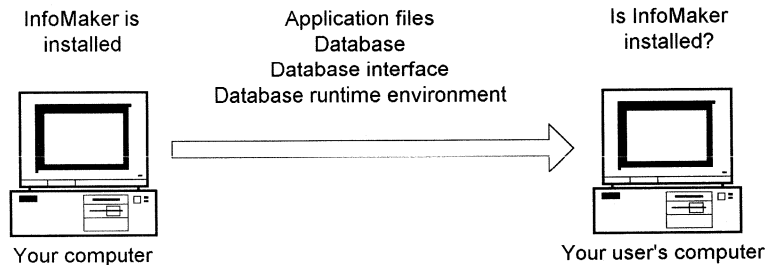 InfoMaker is
installed
Application files
Database
Database interface
Database runtime environment
Is InfoMaker
installed?
Your computer
Your user's computer